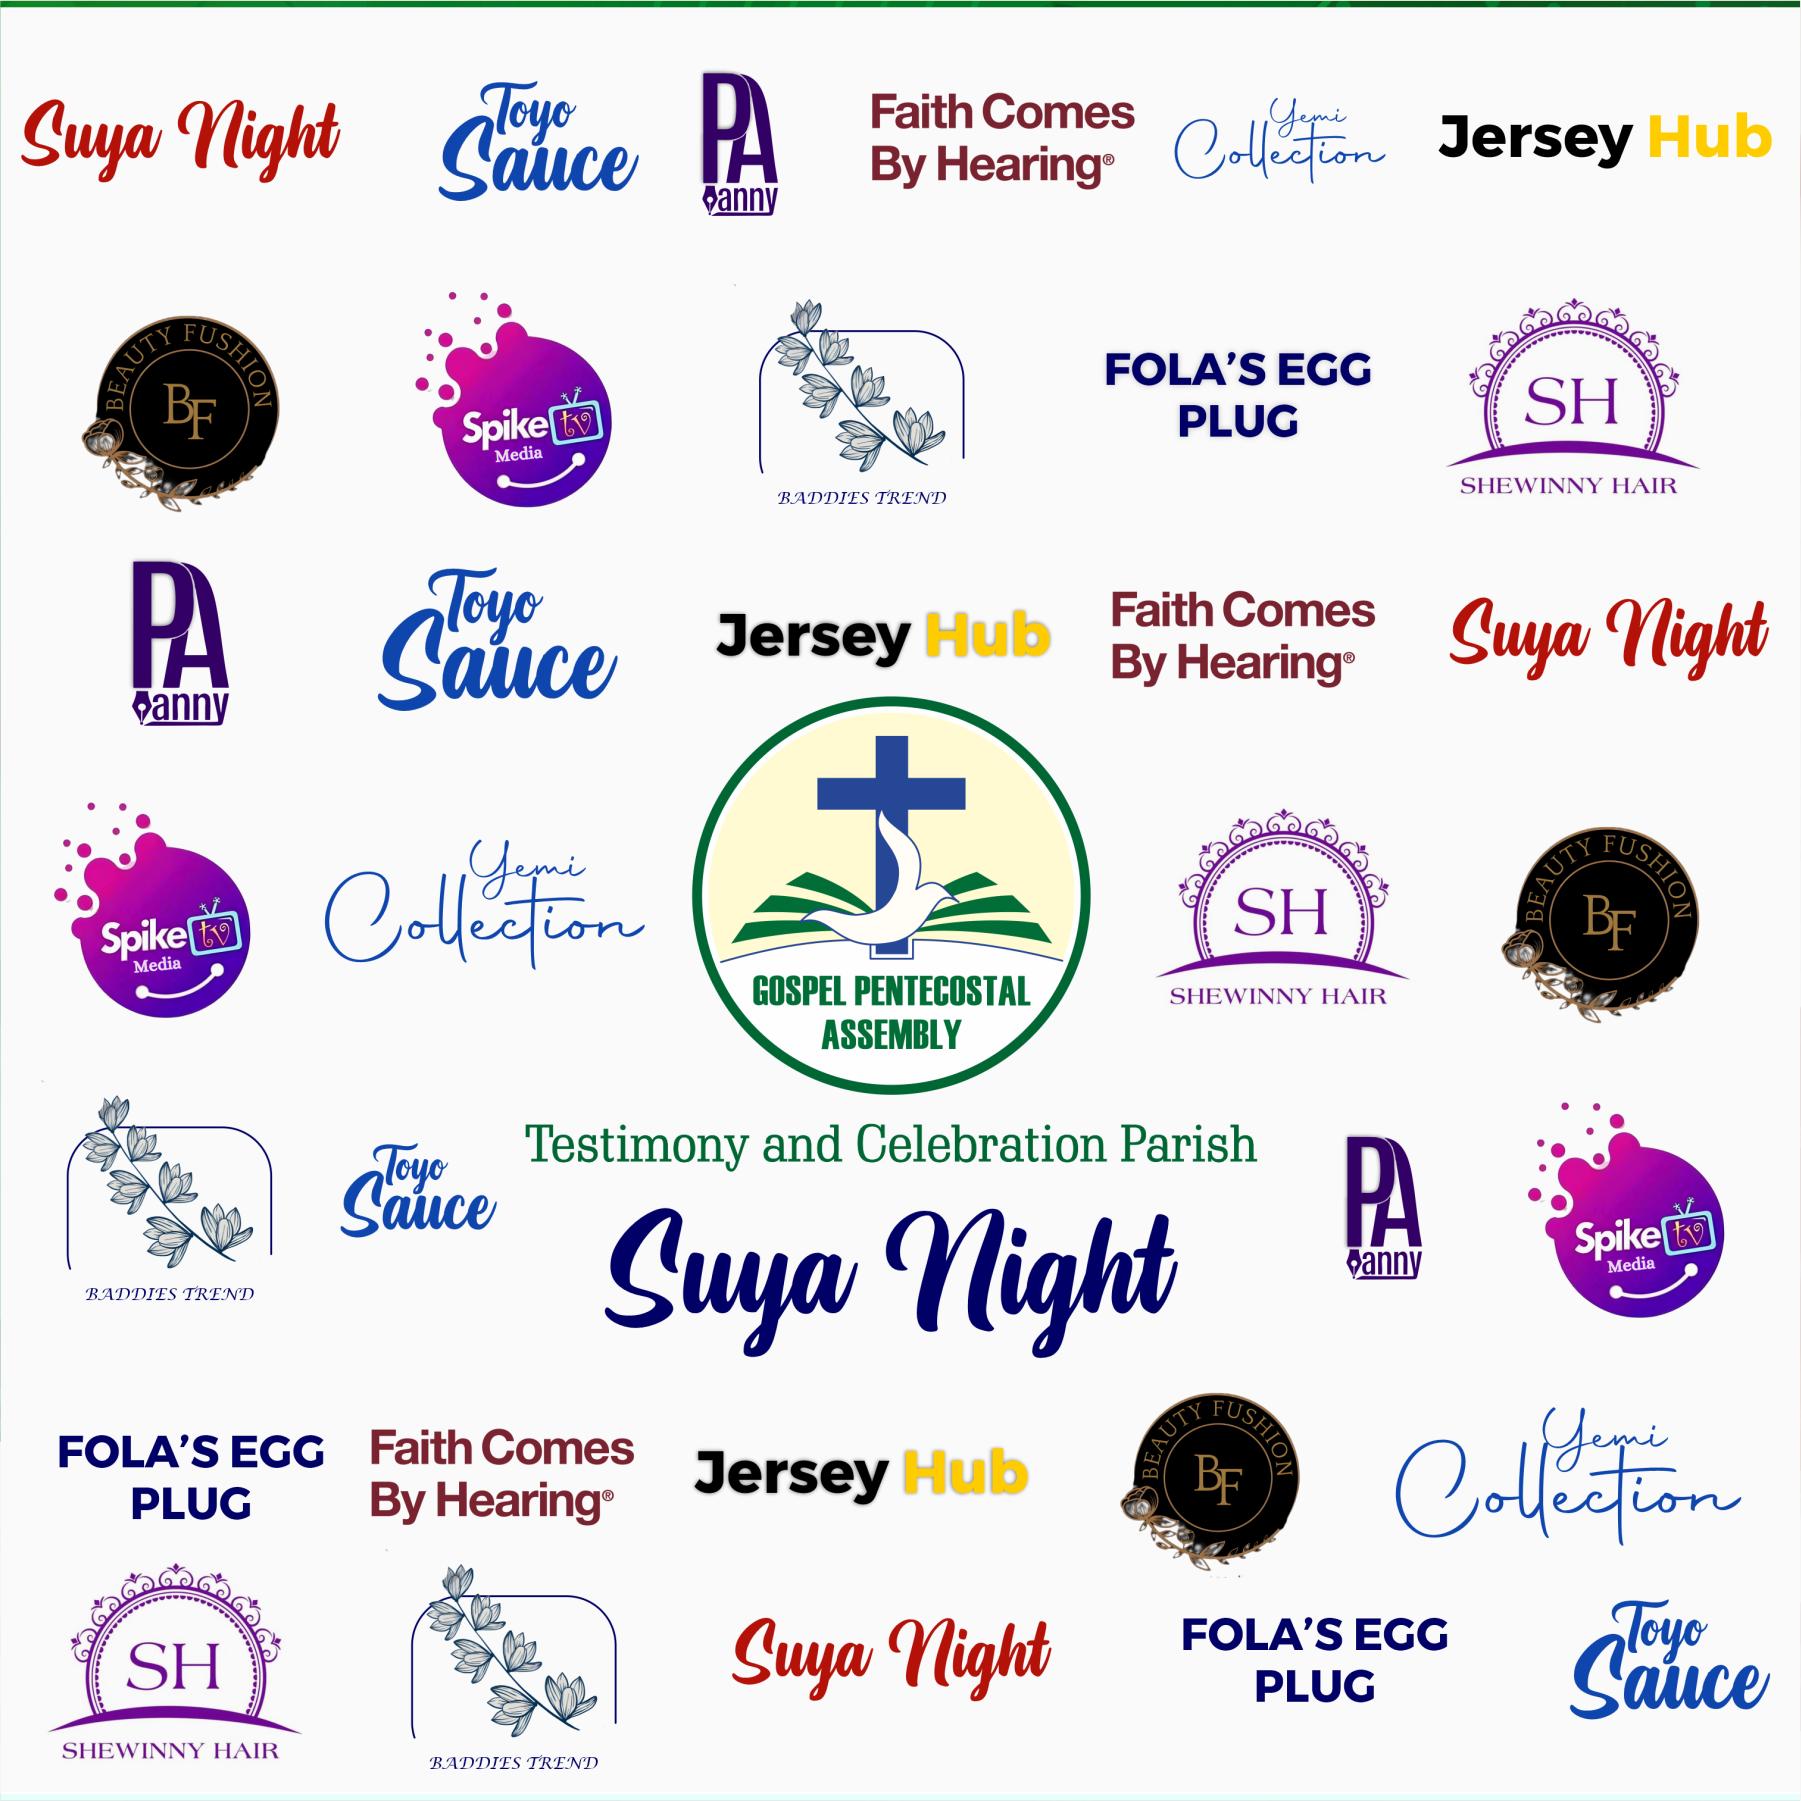 Suya Night
Toyo
Sauce
PA
anny
Faith Comes
By Hearing®
Yemi
Collection
Jersey Hub
BEAUTY FUSHION
BF
Spike tv
Media
BADDIES TREND
FOLA'S EGG
PLUG
SH
SHEWINNY HAIR
PA
anny
Toyo
Sauce
Jersey Hub
Faith Comes
By Hearing®
Suya Night
Spike tv
Media
Yemi
Collection
GOSPEL PENTECOSTAL
ASSEMBLY
SH
SHEWINNY HAIR
BEAUTY FUSHION
BF
BADDIES TREND
Toyo
Sauce
Testimony and Celebration Parish
Suya Night
PA
anny
Spike tv
Media
FOLA'S EGG
PLUG
Faith Comes
By Hearing®
Jersey Hub
BEAUTY FUSHION
BF
Yemi
Collection
SH
SHEWINNY HAIR
BADDIES TREND
Suya Night
FOLA'S EGG
PLUG
Toyo
Sauce